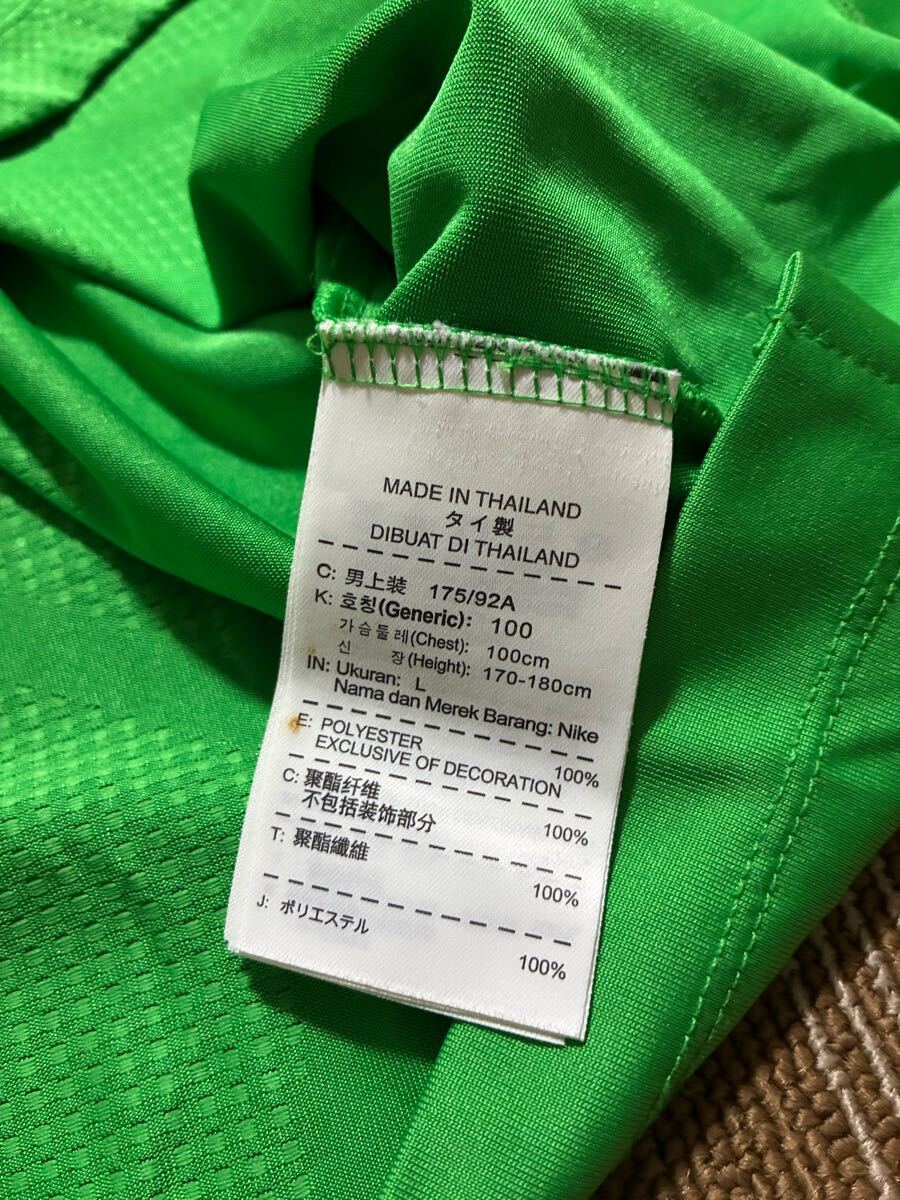 MADE IN THAILAND
タイ製
DIBUAT DI THAILAND
C: 男上装 175/92A
K: 호칭(Generic): 100
가슴둘레(Chest): 100cm
신 장(Height): 170-180cm
IN: Ukuran: L
Nama dan Merek Barang: Nike
E: POLYESTER 100%
EXCLUSIVE OF DECORATION
C: 聚酯纤维 100%
不包括装饰部分
T: 聚酯纖維 100%
J: ポリエステル 100%